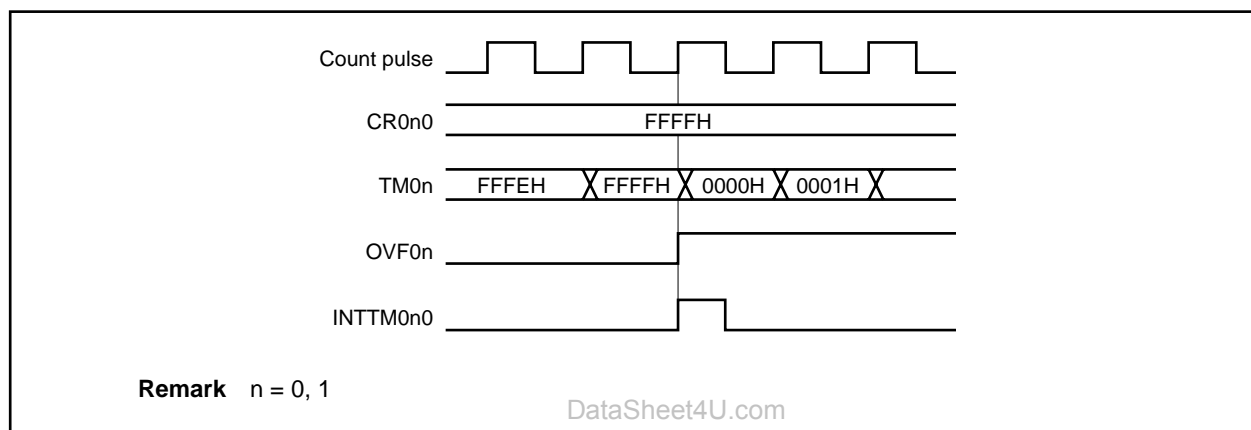 Count pulse
CR0n0
FFFFH
TM0n
FFFEH FFFFH 0000H 0001H
OVF0n
INTTM0n0
Remark n = 0, 1
DataSheet4U.com